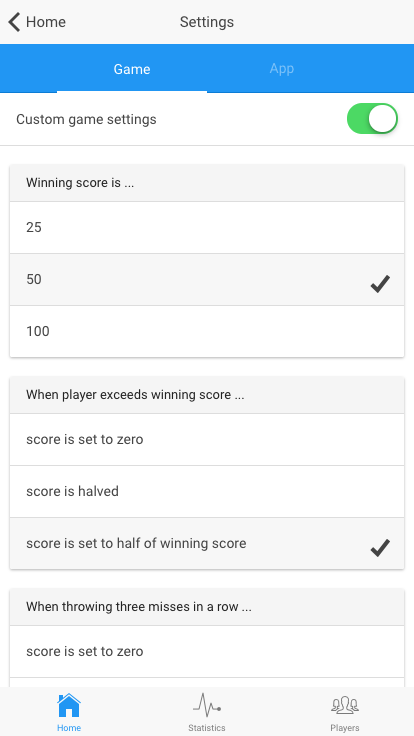 Home
Settings
Game
App
Custom game settings
Winning score is ...
25
50
100
When player exceeds winning score ...
score is set to zero
score is halved
score is set to half of winning score
When throwing three misses in a row ...
score is set to zero
Home
Statistics
Players